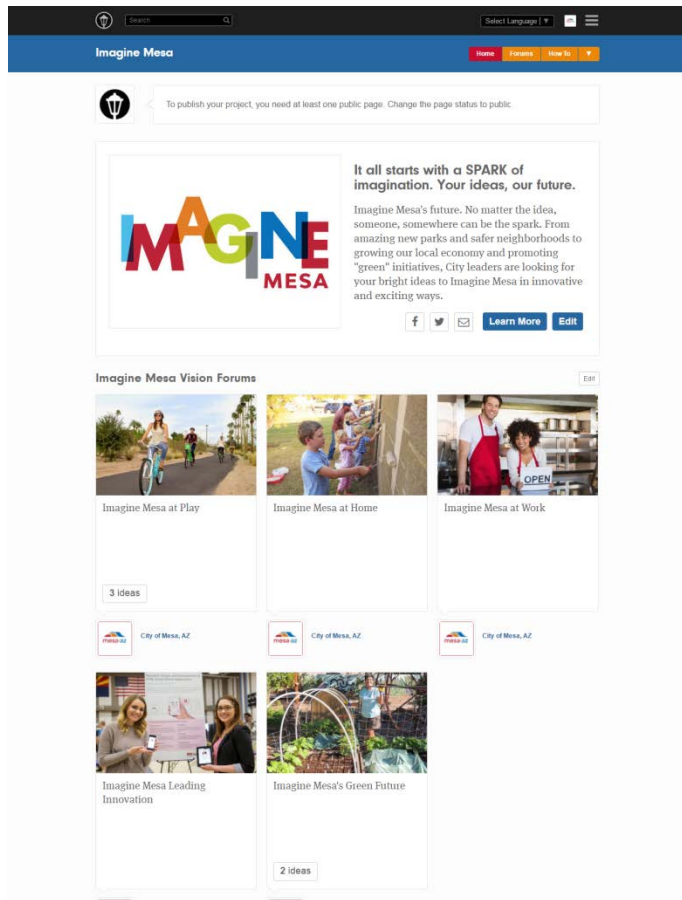 Search
Select Language ▼
Imagine Mesa
Home
Forums
How to
▼
To publish your project, you need at least one public page. Change the page status to public
IMAGINE
MESA
It all starts with a SPARK of
imagination. Your ideas, our future.
Imagine Mesa's future. No matter the idea,
someone, somewhere can be the spark. From
amazing new parks and safer neighborhoods to
growing our local economy and promoting
"green" initiatives, City leaders are looking for
your bright ideas to Imagine Mesa in innovative
and exciting ways.
Learn More
Edit
Imagine Mesa Vision Forums
Edit
OPEN
Imagine Mesa at Play
Imagine Mesa at Home
Imagine Mesa at Work
3 ideas
mesa·az
City of Mesa, AZ
mesa·az
City of Mesa, AZ
mesa·az
City of Mesa, AZ
Imagine Mesa Leading
Innovation
Imagine Mesa's Green Future
2 ideas